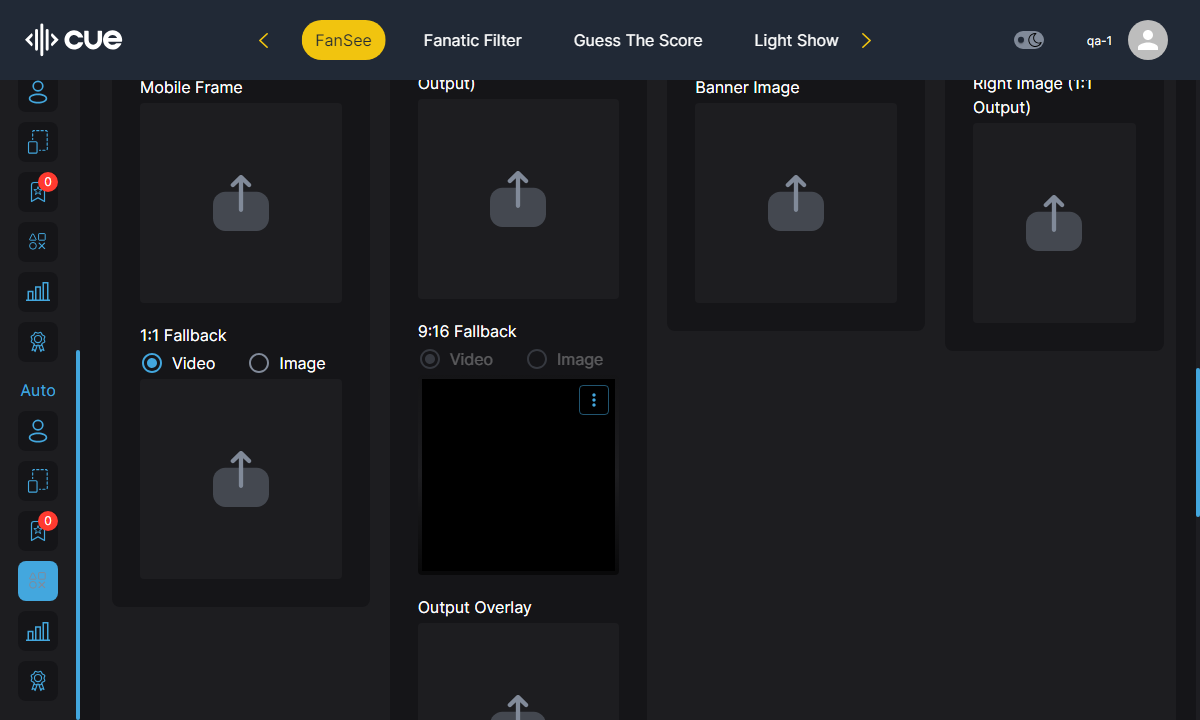 CUE
FanSee
Fanatic Filter
Guess The Score
Light Show
qa-1
0
Auto
0
Mobile Frame
1:1 Fallback
Video
Image
Output)
9:16 Fallback
Video
Image
Output Overlay
Banner Image
Right Image (1:1
Output)